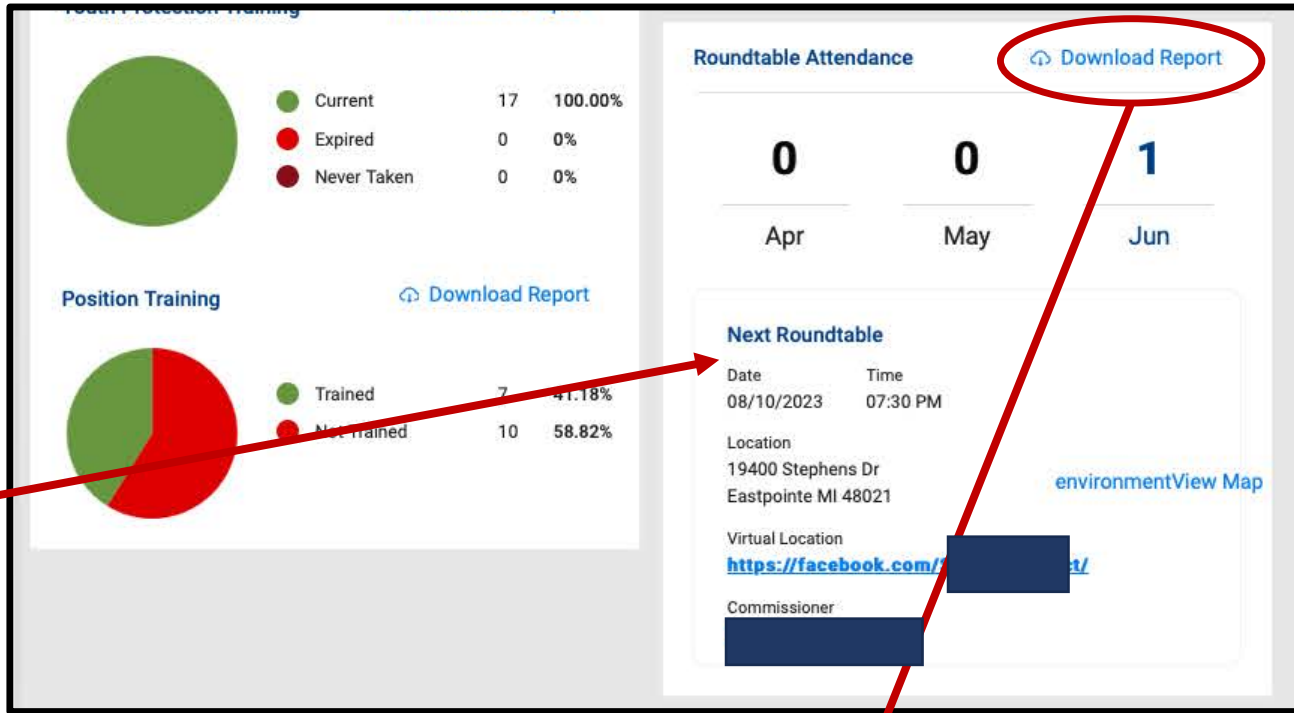 Youth Protection Training
Current 17 100.00%
Expired 0 0%
Never Taken 0 0%
Position Training
Download Report
Trained 7 41.18%
Not Trained 10 58.82%
Roundtable Attendance
Download Report
0 0 1
Apr May Jun
Next Roundtable
Date Time
08/10/2023 07:30 PM
Location
19400 Stephens Dr
Eastpointe MI 48021
environmentView Map
Virtual Location
https://facebook.com/
Commissioner